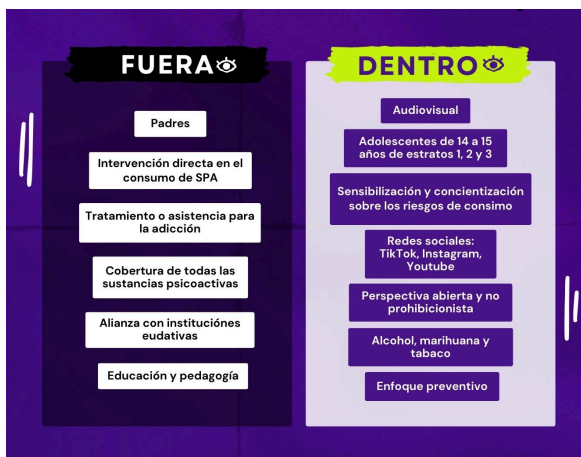 FUERA
Padres
Intervención directa en el
consumo de SPA
Tratamiento o asistencia para
la adicción
Cobertura de todas las
sustancias psicoactivas
Alianza con instituciónes
eudativas
Educación y pedagogía
DENTRO
Audiovisual
Adolescentes de 14 a 15
años de estratos 1, 2 y 3
Sensibilización y concientización
sobre los riesgos de consimo
Redes sociales:
TikTok, Instagram,
Youtube
Perspectiva abierta y no
prohibicionista
Alcohol, marihuana y
tabaco
Enfoque preventivo